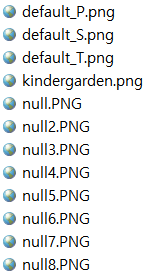 default_P.png
default_S.png
default_T.png
kindergarden.png
null.PNG
null2.PNG
null3.PNG
null4.PNG
null5.PNG
null6.PNG
null7.PNG
null8.PNG